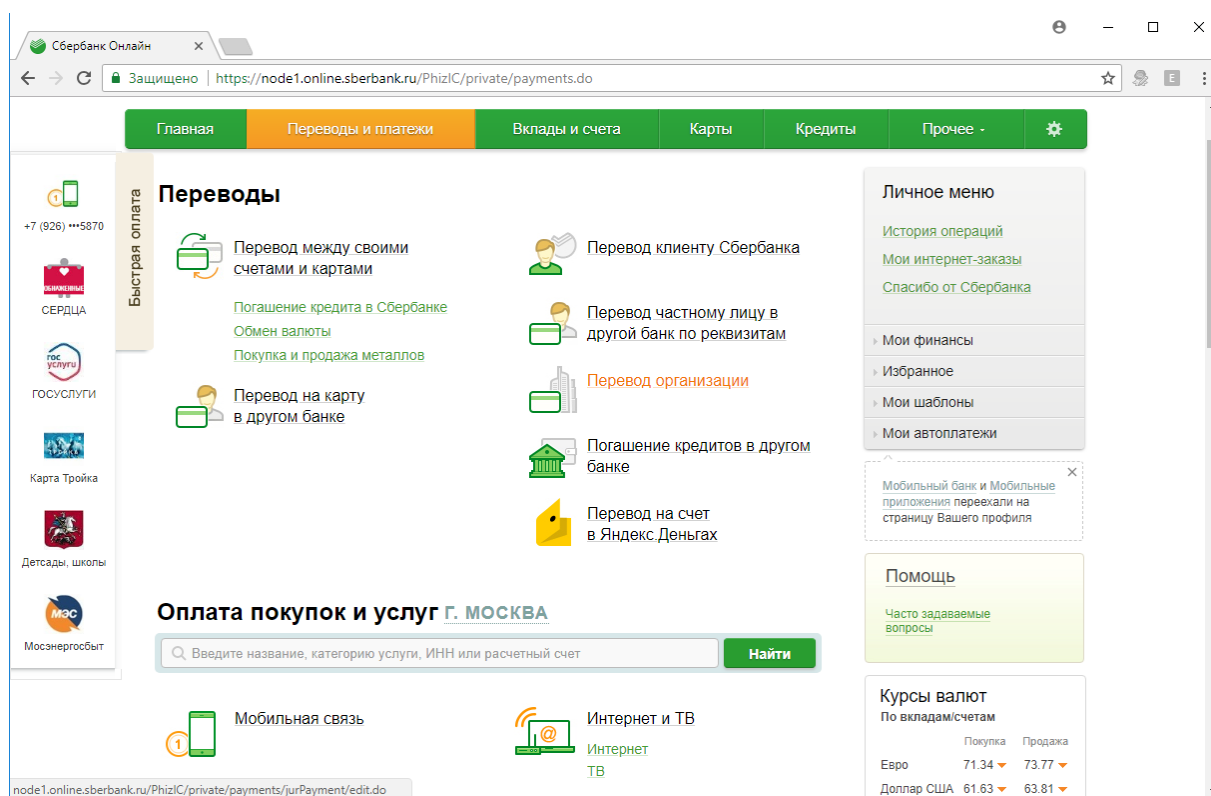 Сбербанк Онлайн
Защищено | https://node1.online.sberbank.ru/PhizIC/private/payments.do
Главная
Переводы и платежи
Вклады и счета
Карты
Кредиты
Прочее
+7 (926) •••5870
ОБНАЖЕННЫЕ
СЕРДЦА
гос
услуги
ГОСУСЛУГИ
ТРОЙКА
Карта Тройка
Детсады, школы
МЭС
Мосэнергосбыт
Быстрая оплата
Переводы
Перевод между своими
счетами и картами
Погашение кредита в Сбербанке
Обмен валюты
Покупка и продажа металлов
Перевод на карту
в другом банке
Перевод клиенту Сбербанка
Перевод частному лицу в
другой банк по реквизитам
Перевод организации
Погашение кредитов в другом
банке
Перевод на счет
в Яндекс.Деньгах
Оплата покупок и услуг г. МОСКВА
Введите название, категорию услуги, ИНН или расчетный счет
Найти
1
Мобильная связь
@
Интернет и ТВ
Интернет
ТВ
Личное меню
История операций
Мои интернет-заказы
Спасибо от Сбербанка
Мои финансы
Избранное
Мои шаблоны
Мои автоплатежи
Мобильный банк и Мобильные
приложения переехали на
страницу Вашего профиля
Помощь
Часто задаваемые
вопросы
Курсы валют
По вкладам/счетам
Покупка Продажа
Евро 71.34 73.77
Доллар США 61.63 63.81
node1.online.sberbank.ru/PhizIC/private/payments/jurPayment/edit.do